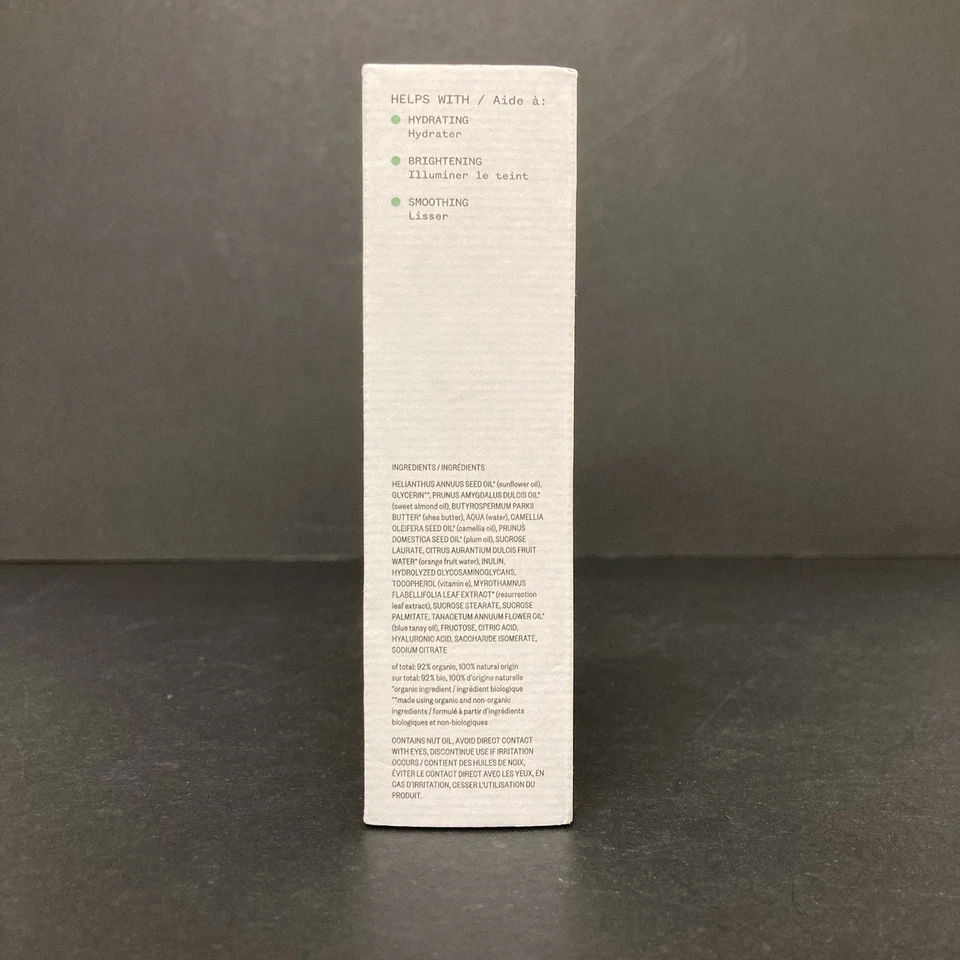 HELPS WITH / Aide à:
HYDRATING
Hydrater
BRIGHTENING
Illuminer le teint
SMOOTHING
Lisser
INGREDIENTS / INGRÉDIENTS
HELIANTHUS ANNUUS SEED OIL* (sunflower oil),
GLYCERIN**, PRUNUS AMYGDALUS DULCIS OIL*
(sweet almond oil), BUTYROSPERMUM PARKII
BUTTER* (shea butter), AQUA (water), CAMELLIA
OLEIFERA SEED OIL* (camellia oil), PRUNUS
DOMESTICA SEED OIL* (plum oil), SUCROSE
LAURATE, CITRUS AURANTIUM DULCIS FRUIT
WATER* (orange fruit water), INULIN,
HYDROLYZED GLYCOSAMINOGLYCANS,
TOCOPHEROL (vitamin e), MYROTHAMNUS
FLABELLIFOLIA LEAF EXTRACT* (resurrection
leaf extract), SUCROSE STEARATE, SUCROSE
PALMITATE, TANACETUM ANNUUM FLOWER OIL*
(blue tansy oil), FRUCTOSE, CITRIC ACID,
HYALURONIC ACID, SACCHARIDE ISOMERATE,
SODIUM CITRATE
of total: 92% organic, 100% natural origin
sur total: 92% bio, 100% d'origine naturelle
*organic ingredient / ingrédient biologique
**made using organic and non-organic
ingredients / formulé à partir d'ingrédients
biologiques et non-biologiques
CONTAINS NUT OIL, AVOID DIRECT CONTACT
WITH EYES, DISCONTINUE USE IF IRRITATION
OCCURS / CONTIENT DES HUILES DE NOIX,
ÉVITER LE CONTACT DIRECT AVEC LES YEUX, EN
CAS D'IRRITATION, CESSER L'UTILISATION DU
PRODUIT.